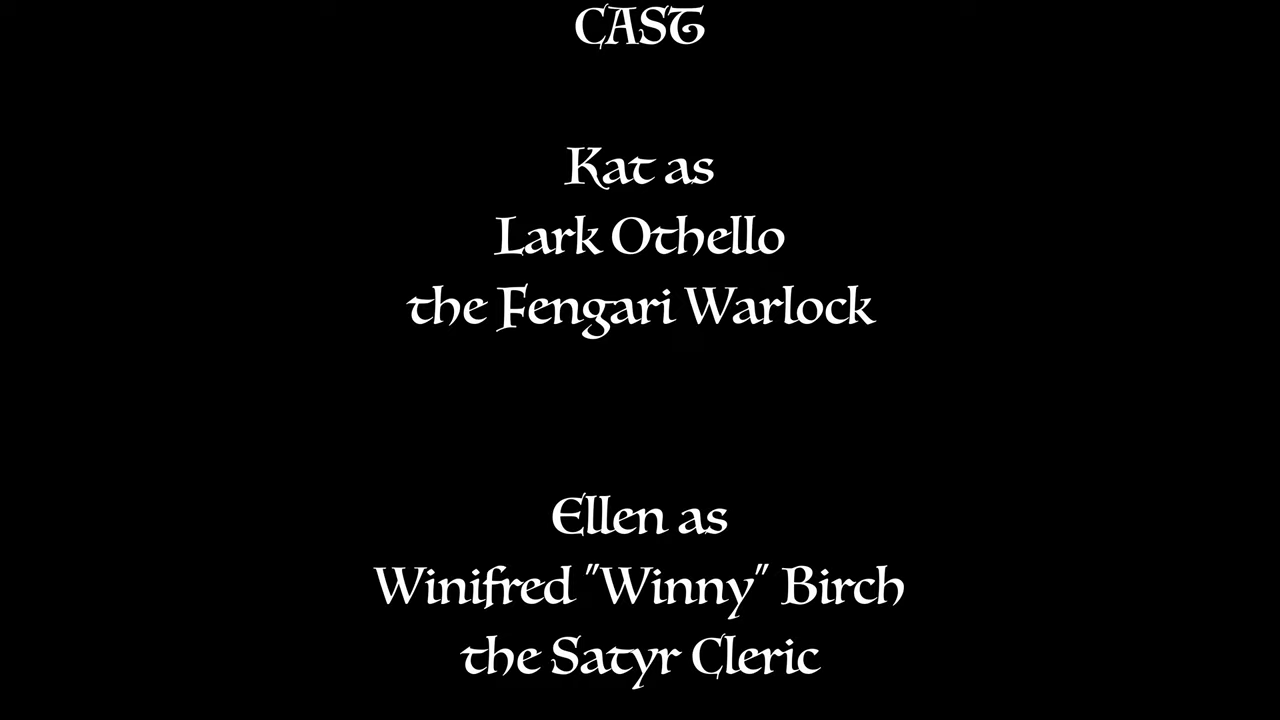 CAST
Kat as
Lark Othello
the Fengari Warlock
Ellen as
Winifred "Winny" Birch
the Satyr Cleric